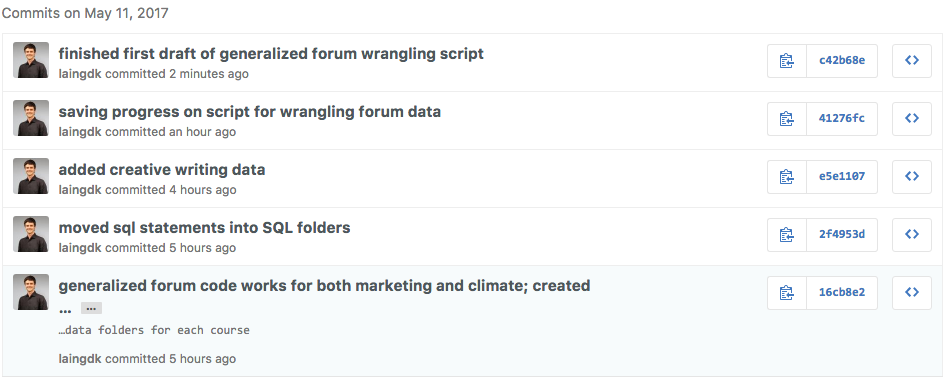 Commits on May 11, 2017
finished first draft of generalized forum wrangling script
laingdk committed 2 minutes ago
c42b68e
<>
saving progress on script for wrangling forum data
laingdk committed an hour ago
41276fc
<>
added creative writing data
laingdk committed 4 hours ago
e5e1107
<>
moved sql statements into SQL folders
laingdk committed 5 hours ago
2f4953d
<>
generalized forum code works for both marketing and climate; created
… …
16cb8e2
<>
…data folders for each course
laingdk committed 5 hours ago